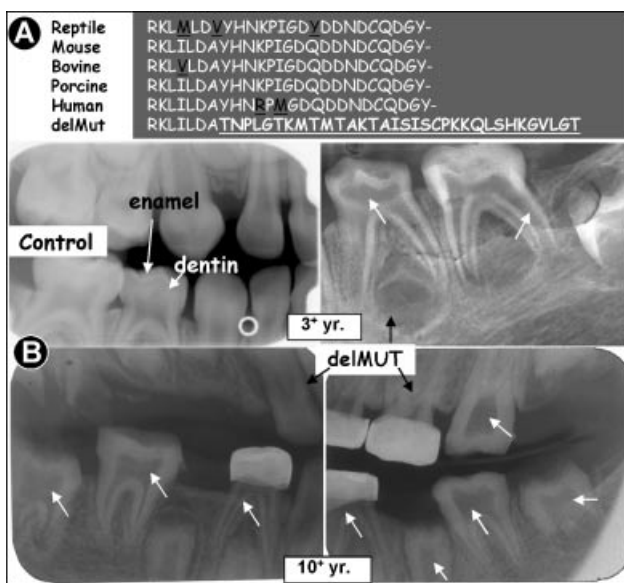 A
Reptile RKLMLDVYHNKPIGDYDDNDCQDGY-
Mouse RKLILDAYHNKPIGDQDDNDCQDGY-
Bovine RKLVLDAYHNKPIGDQDDNDCQDGY-
Porcine RKLILDAYHNKPIGDQDDNDCQDGY-
Human RKLILDAYHNRPMGDQDDNDCQDGY-
delMut RKLILDATNPLGTKMTMTAKTAISISCPKKQLSHKGVLGT
enamel
Control
dentin
3+ yr.
B
delMUT
10+ yr.